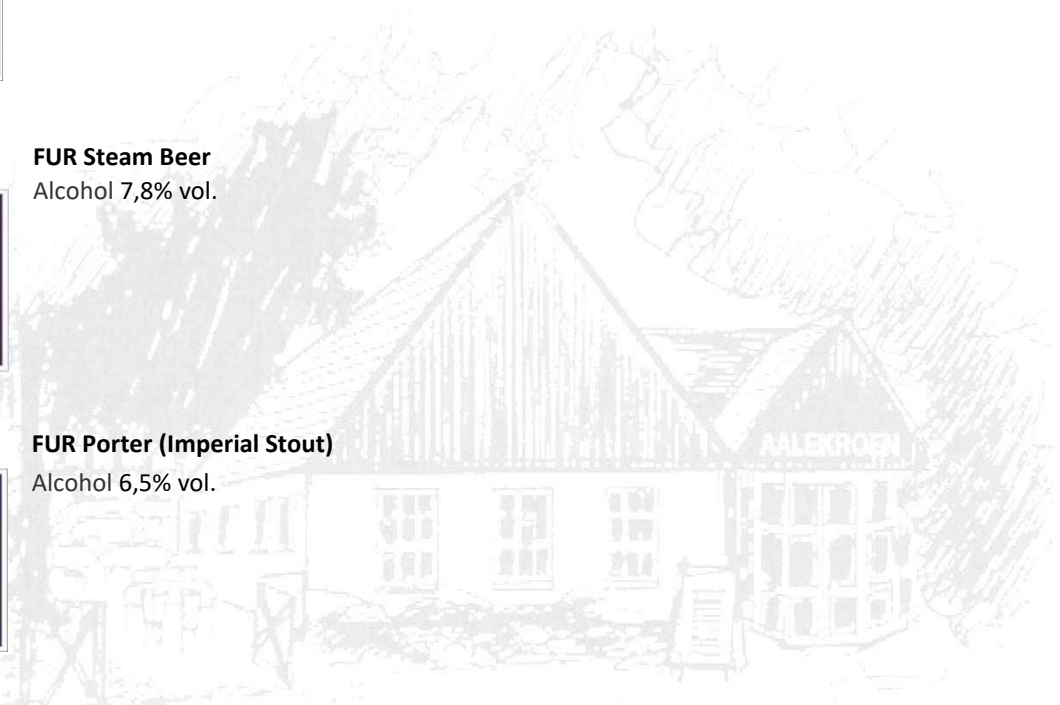 FUR Steam Beer
Alcohol 7,8% vol.
FUR Porter (Imperial Stout)
AALEKROEN
Alcohol 6,5% vol.